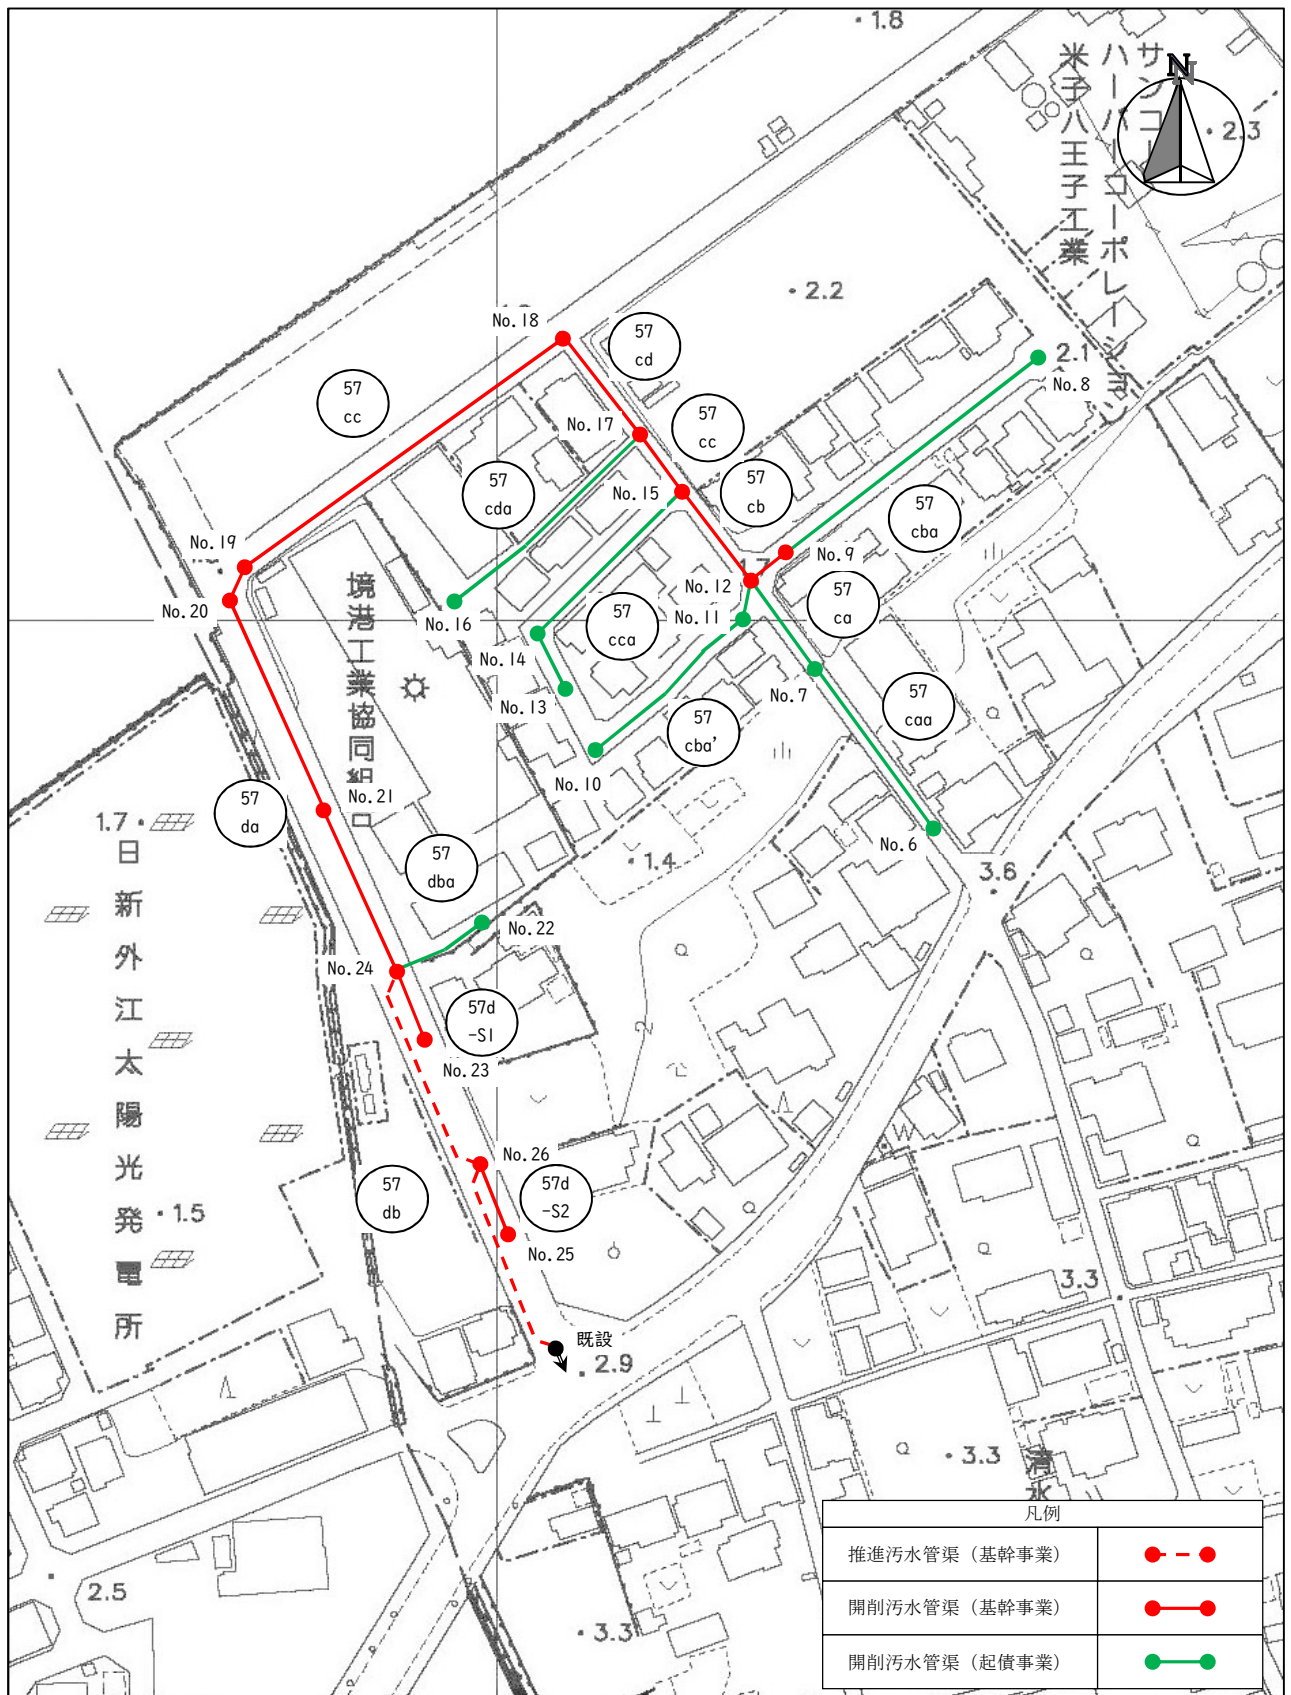 1.8
サンコー
ハーバーコーポレーション
米子八王子工業
N
2.3
2.2
No.18
57
cd
2.1
No.8
57
cc
No.17
57
cc
57
cda
No.15
57
cb
57
cba
No.19
No.9
1.7
No.12
No.20
境港工業協同組
No.16
57
cca
No.11
57
ca
No.14
No.7
No.13
57
cba'
57
caa
No.10
No.21
57
da
1.7
日新外江太陽光発電所
No.6
1.4
57
dba
3.6
No.22
No.24
57d
-S1
2
No.23
W
No.26
57
db
57d
-S2
1.5
No.25
3.3
既設
2.9
3.3
清水
2.5
3.3
凡例
推進汚水管渠（基幹事業）
開削汚水管渠（基幹事業）
開削汚水管渠（起債事業）